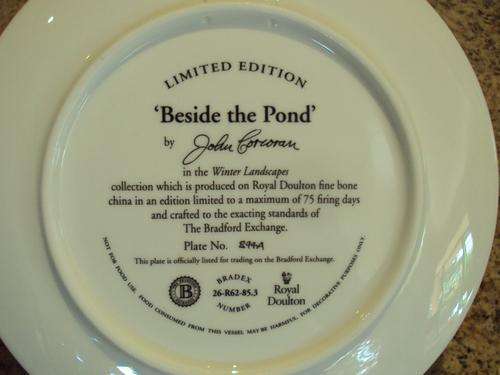 LIMITED EDITION
'Beside the Pond'
by John Corcoran
in the Winter Landscapes
collection which is produced on Royal Doulton fine bone
china in an edition limited to a maximum of 75 firing days
and crafted to the exacting standards of
The Bradford Exchange.
Plate No. 894A
This plate is officially listed for trading on the Bradford Exchange.
B
BRADEX
26-R62-85.3
NUMBER
Royal
Doulton
NOT FOR FOOD USE. FOOD CONSUMED FROM THIS VESSEL MAY BE HARMFUL. FOR DECORATIVE PURPOSES ONLY.